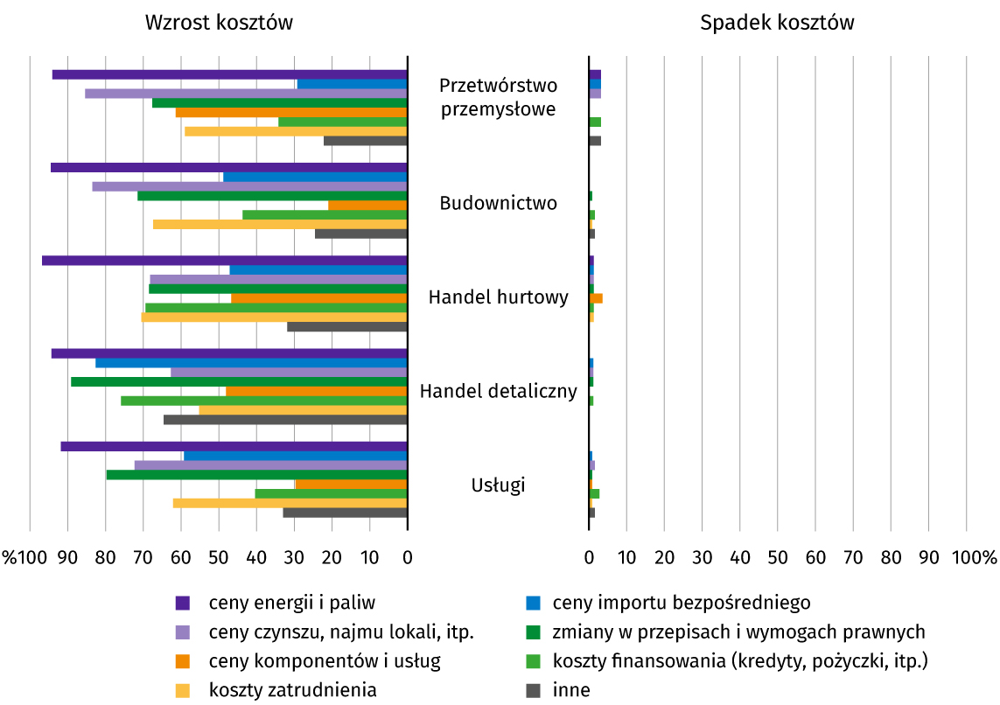 Wzrost kosztów
Spadek kosztów
Przetwórstwo
przemysłowe
Budownictwo
Handel hurtowy
Handel detaliczny
Usługi
%100 90 80 70 60 50 40 30 20 10 0
0 10 20 30 40 50 60 70 80 90 100%
ceny energii i paliw
ceny importu bezpośredniego
ceny czynszu, najmu lokali, itp.
zmiany w przepisach i wymogach prawnych
ceny komponentów i usług
koszty finansowania (kredyty, pożyczki, itp.)
koszty zatrudnienia
inne